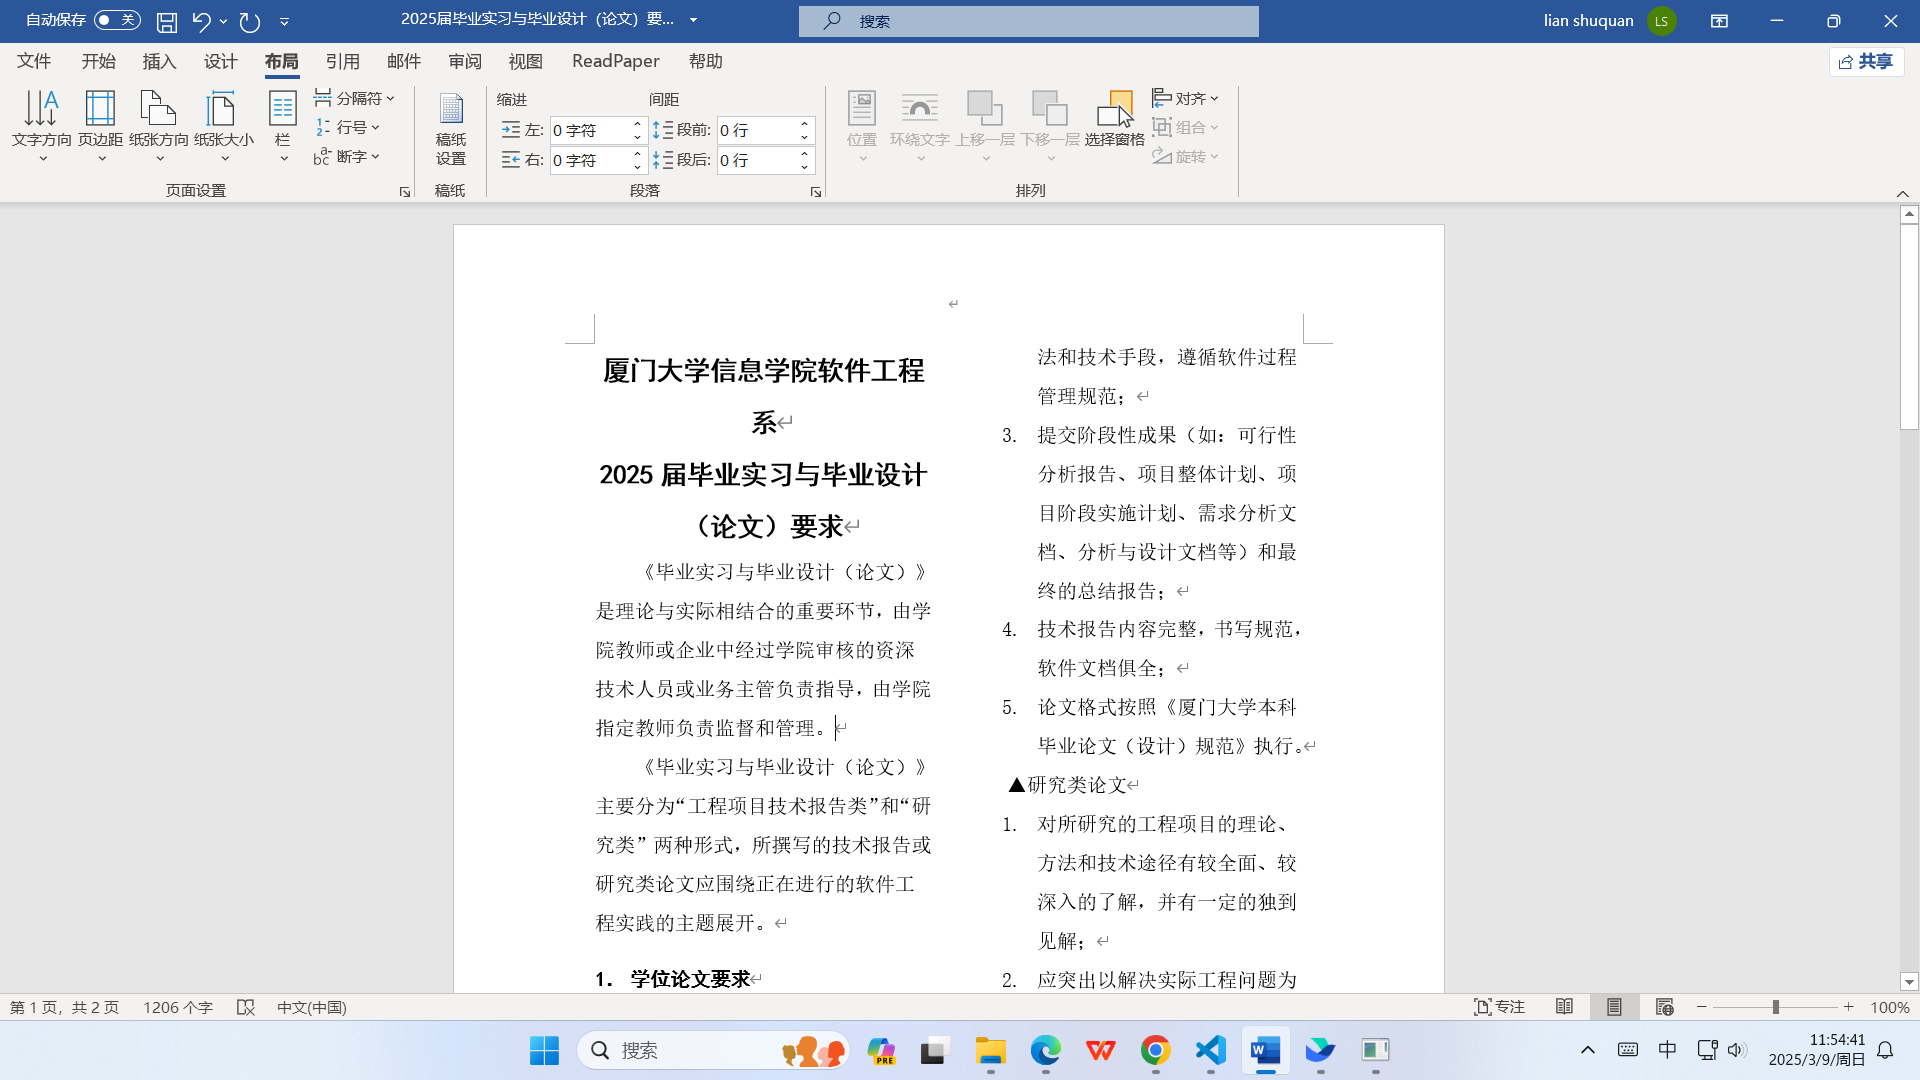 自动保存 关 2025届毕业实习与毕业设计（论文）要... 搜索 lian shuquan LS
文件 开始 插入 设计 布局 引用 邮件 审阅 视图 ReadPaper 帮助 共享
文字方向 页边距 纸张方向 纸张大小 栏 分隔符 行号 断字
页面设置
稿纸
设置
稿纸
缩进 间距
左: 0 字符 段前: 0 行
右: 0 字符 段后: 0 行
段落
位置 环绕文字 上移一层 下移一层 选择窗格 对齐 组合 旋转
排列
厦门大学信息学院软件工程
系
2025 届毕业实习与毕业设计
（论文）要求
《毕业实习与毕业设计（论文）》
是理论与实际相结合的重要环节，由学
院教师或企业中经过学院审核的资深
技术人员或业务主管负责指导，由学院
指定教师负责监督和管理。
《毕业实习与毕业设计（论文）》
主要分为“工程项目技术报告类”和“研
究类”两种形式，所撰写的技术报告或
研究类论文应围绕正在进行的软件工
程实践的主题展开。
1. 学位论文要求
法和技术手段，遵循软件过程
管理规范；
3. 提交阶段性成果（如：可行性
分析报告、项目整体计划、项
目阶段实施计划、需求分析文
档、分析与设计文档等）和最
终的总结报告；
4. 技术报告内容完整，书写规范，
软件文档俱全；
5. 论文格式按照《厦门大学本科
毕业论文（设计）规范》执行。
▲研究类论文
1. 对所研究的工程项目的理论、
方法和技术途径有较全面、较
深入的了解，并有一定的独到
见解；
2. 应突出以解决实际工程问题为
第 1 页，共 2 页 1206 个字 中文(中国) 专注 100%
搜索 PRE 中 11:54:41
2025/3/9/周日